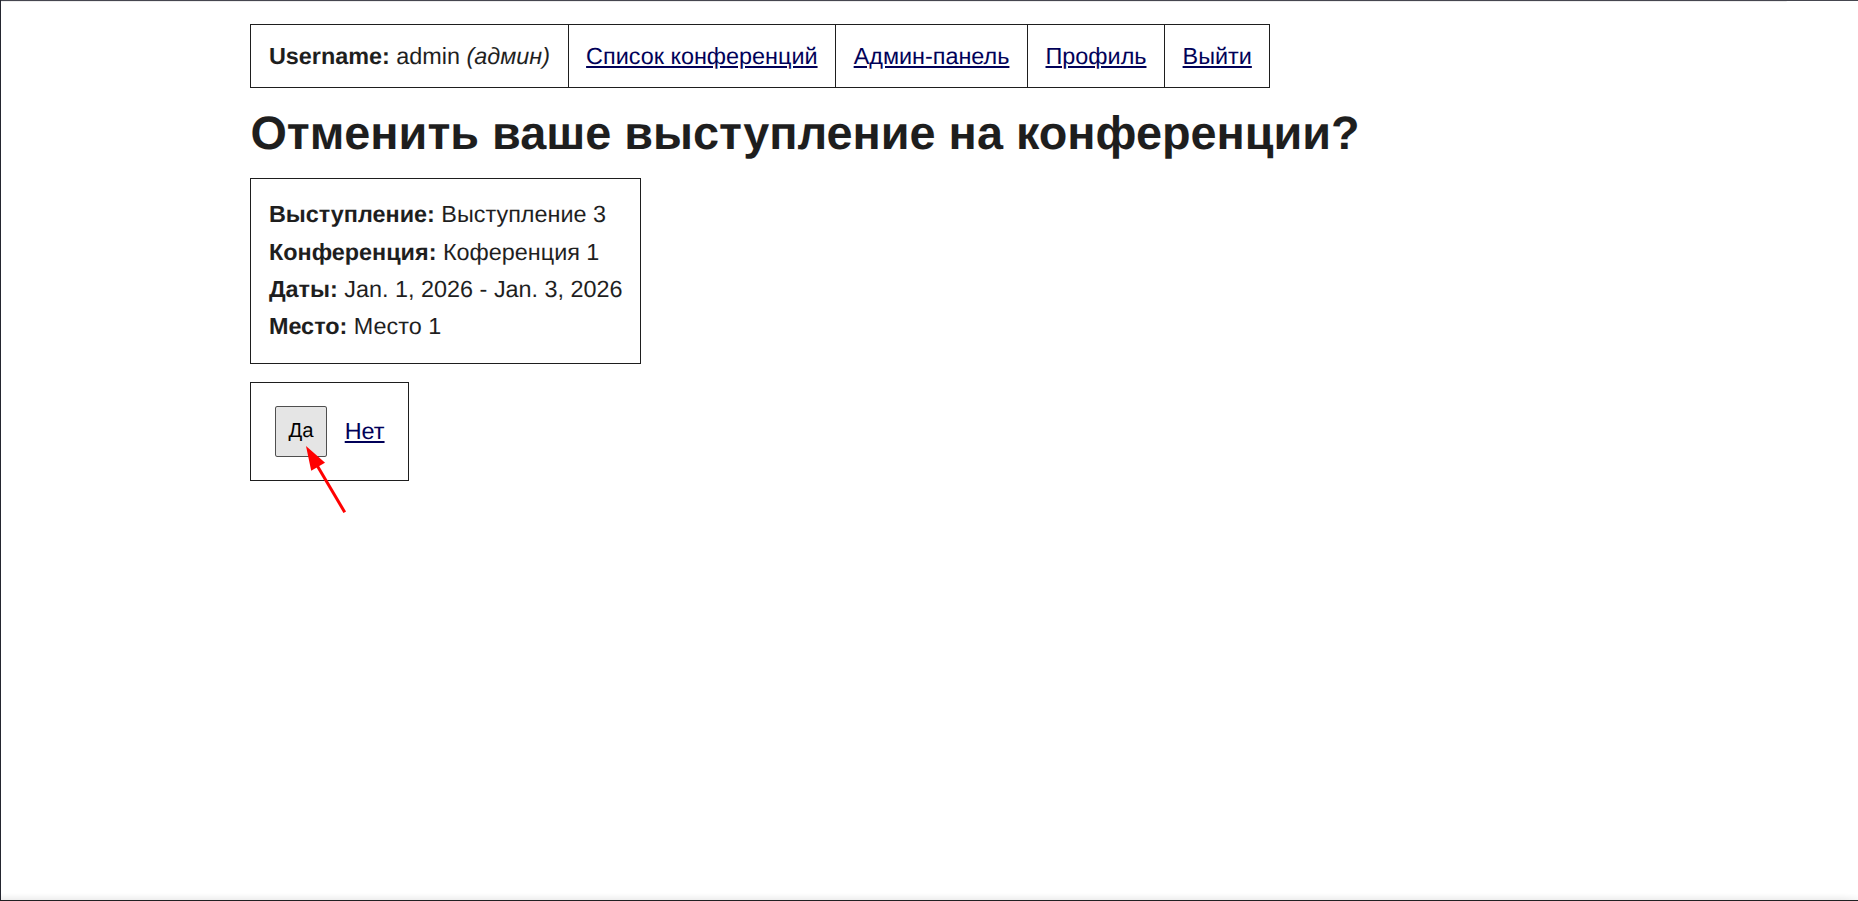 Username: admin (админ) Список конференций Админ-панель Профиль Выйти
Отменить ваше выступление на конференции?
Выступление: Выступление 3
Конференция: Коференция 1
Даты: Jan. 1, 2026 - Jan. 3, 2026
Место: Место 1
Да Нет